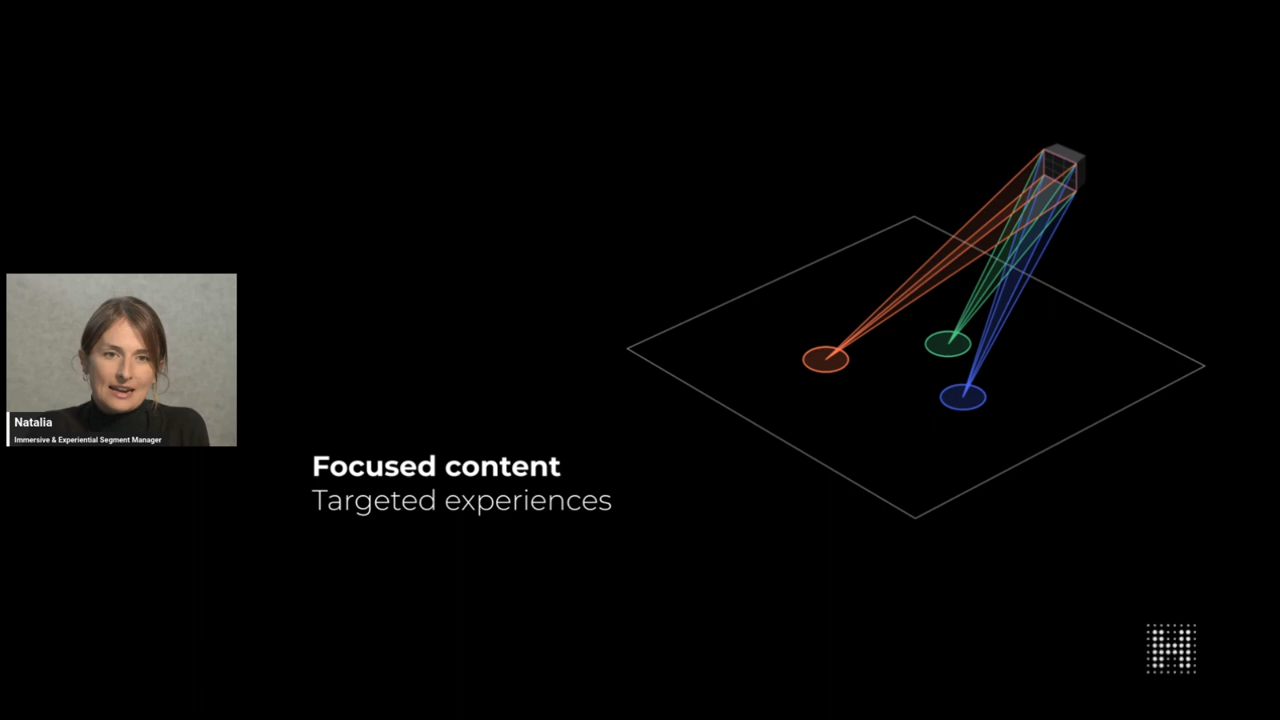 Natalia
Immersive & Experiential Segment Manager
Focused content
Targeted experiences
H